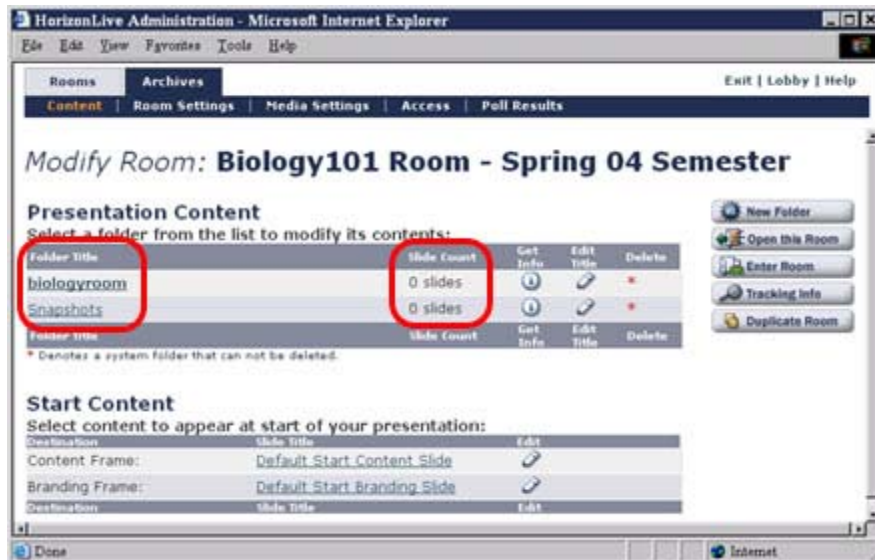 HorizonLive Administration - Microsoft Internet Explorer
File Edit View Favorites Tools Help
Rooms Archives Exit | Lobby | Help
Content | Room Settings | Media Settings | Access | Poll Results
Modify Room: Biology101 Room - Spring 04 Semester
Presentation Content
Select a folder from the list to modify its contents:
Folder Title Slide Count Get Info Edit Title Delete
biologyroom 0 slides *
Snapshots 0 slides *
Folder Title Slide Count Get Info Edit Title Delete
* Denotes a system folder that can not be deleted.
New Folder
Open this Room
Enter Room
Tracking Info
Duplicate Room
Start Content
Select content to appear at start of your presentation:
Destination Slide Title Edit
Content Frame: Default Start Content Slide
Branding Frame: Default Start Branding Slide
Destination Slide Title Edit
Done Internet